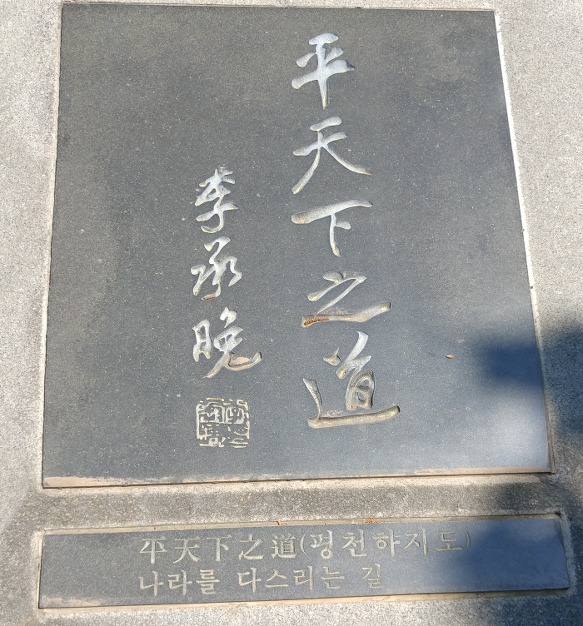 平天下之道
李承晩
平天下之道(평천하지도)
나라를 다스리는 길